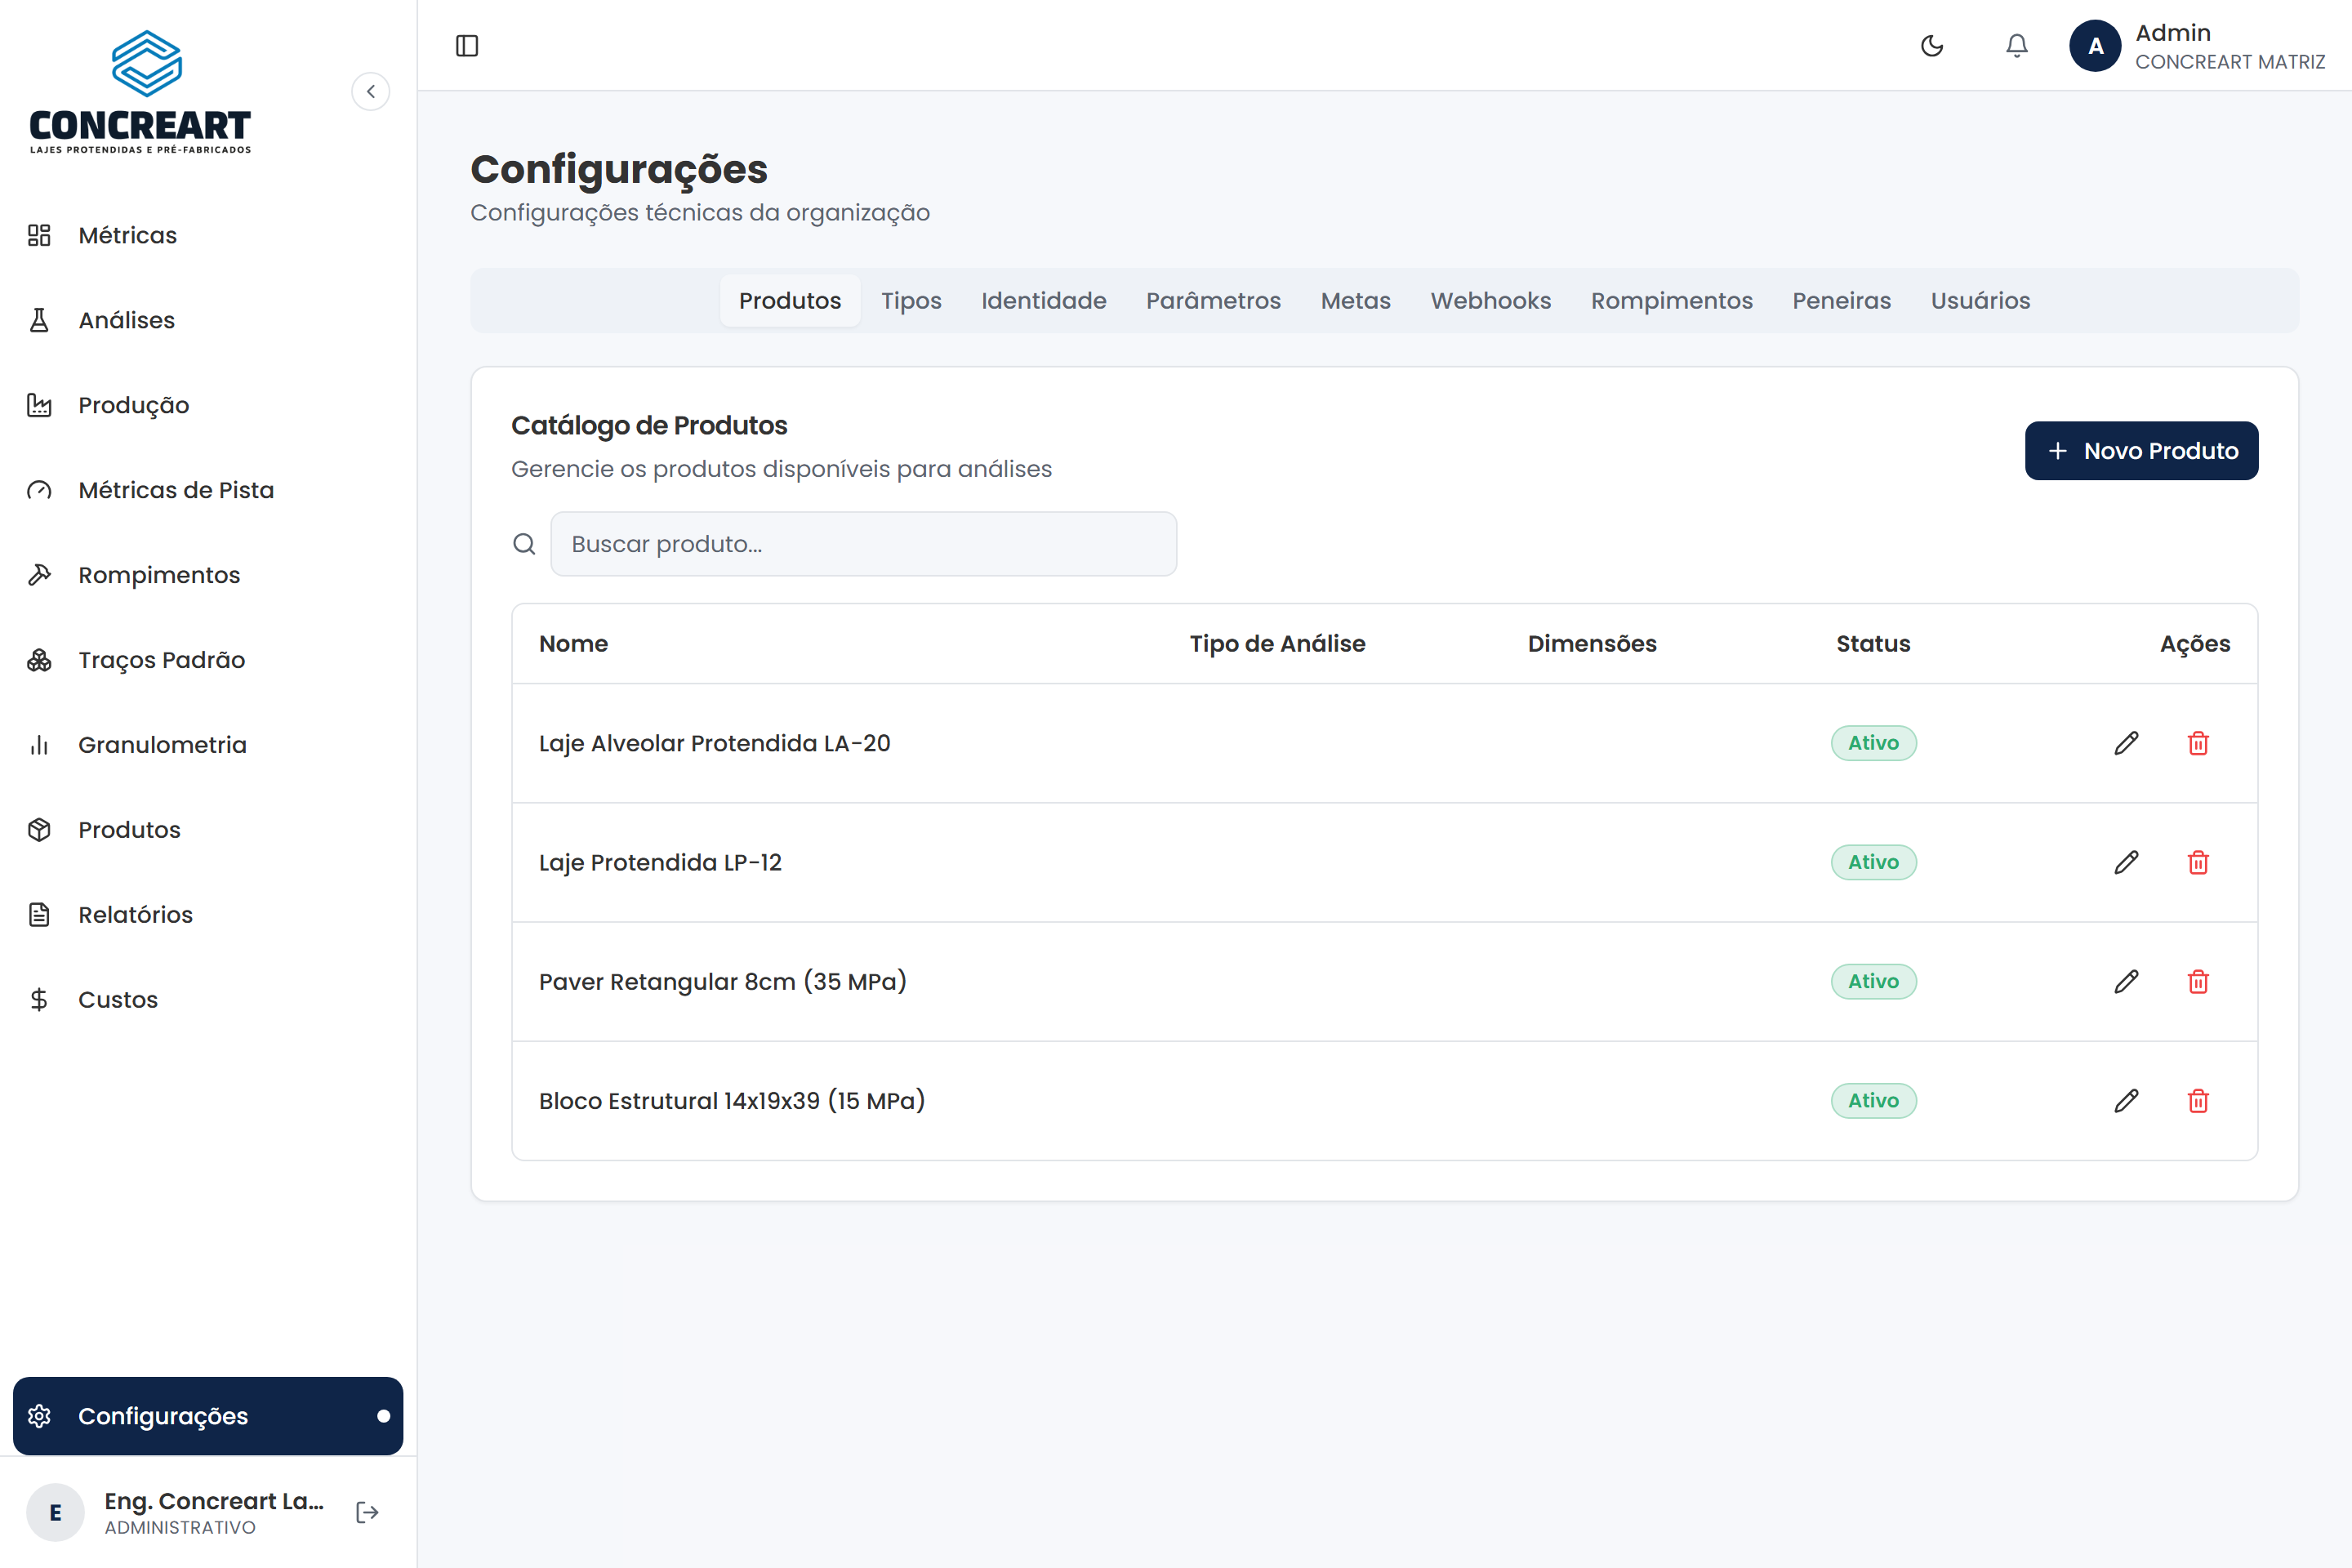 CONCREART
LAJES PROTENDIDAS E PRÉ-FABRICADOS
Métricas
Análises
Produção
Métricas de Pista
Rompimentos
Traços Padrão
Granulometria
Produtos
Relatórios
Custos
Configurações
E
Eng. Concreart La...
ADMINISTRATIVO
A
Admin
CONCREART MATRIZ
Configurações
Configurações técnicas da organização
Produtos Tipos Identidade Parâmetros Metas Webhooks Rompimentos Peneiras Usuários
Catálogo de Produtos
Gerencie os produtos disponíveis para análises
Novo Produto
Buscar produto...
Nome Tipo de Análise Dimensões Status Ações
Laje Alveolar Protendida LA-20 Ativo
Laje Protendida LP-12 Ativo
Paver Retangular 8cm (35 MPa) Ativo
Bloco Estrutural 14x19x39 (15 MPa) Ativo